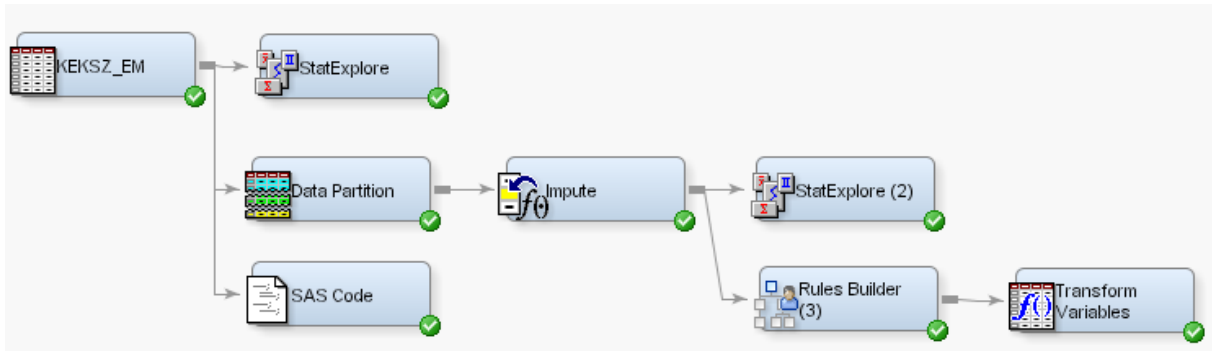 KEKSZ_EM
StatExplore
Data Partition
Impute
StatExplore (2)
SAS Code
Rules Builder
(3)
Transform
Variables